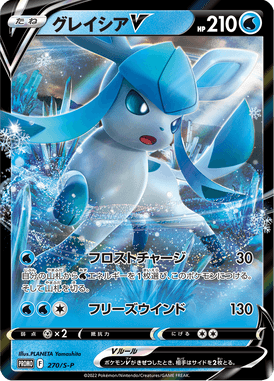 たね グレイシアV HP210
フロストチャージ 30
自分の山札から エネルギーを1枚選び、このポケモンにつける。
そして山札を切る。
フリーズウインド 130
弱点 ×2 抵抗力 にげる
Illus. PLANETA Yamashita
Vルール
ポケモンVがきぜつしたとき、相手はサイドを2枚とる。
PROMO F 270/S-P
©2022 Pokémon/Nintendo/Creatures/GAME FREAK.